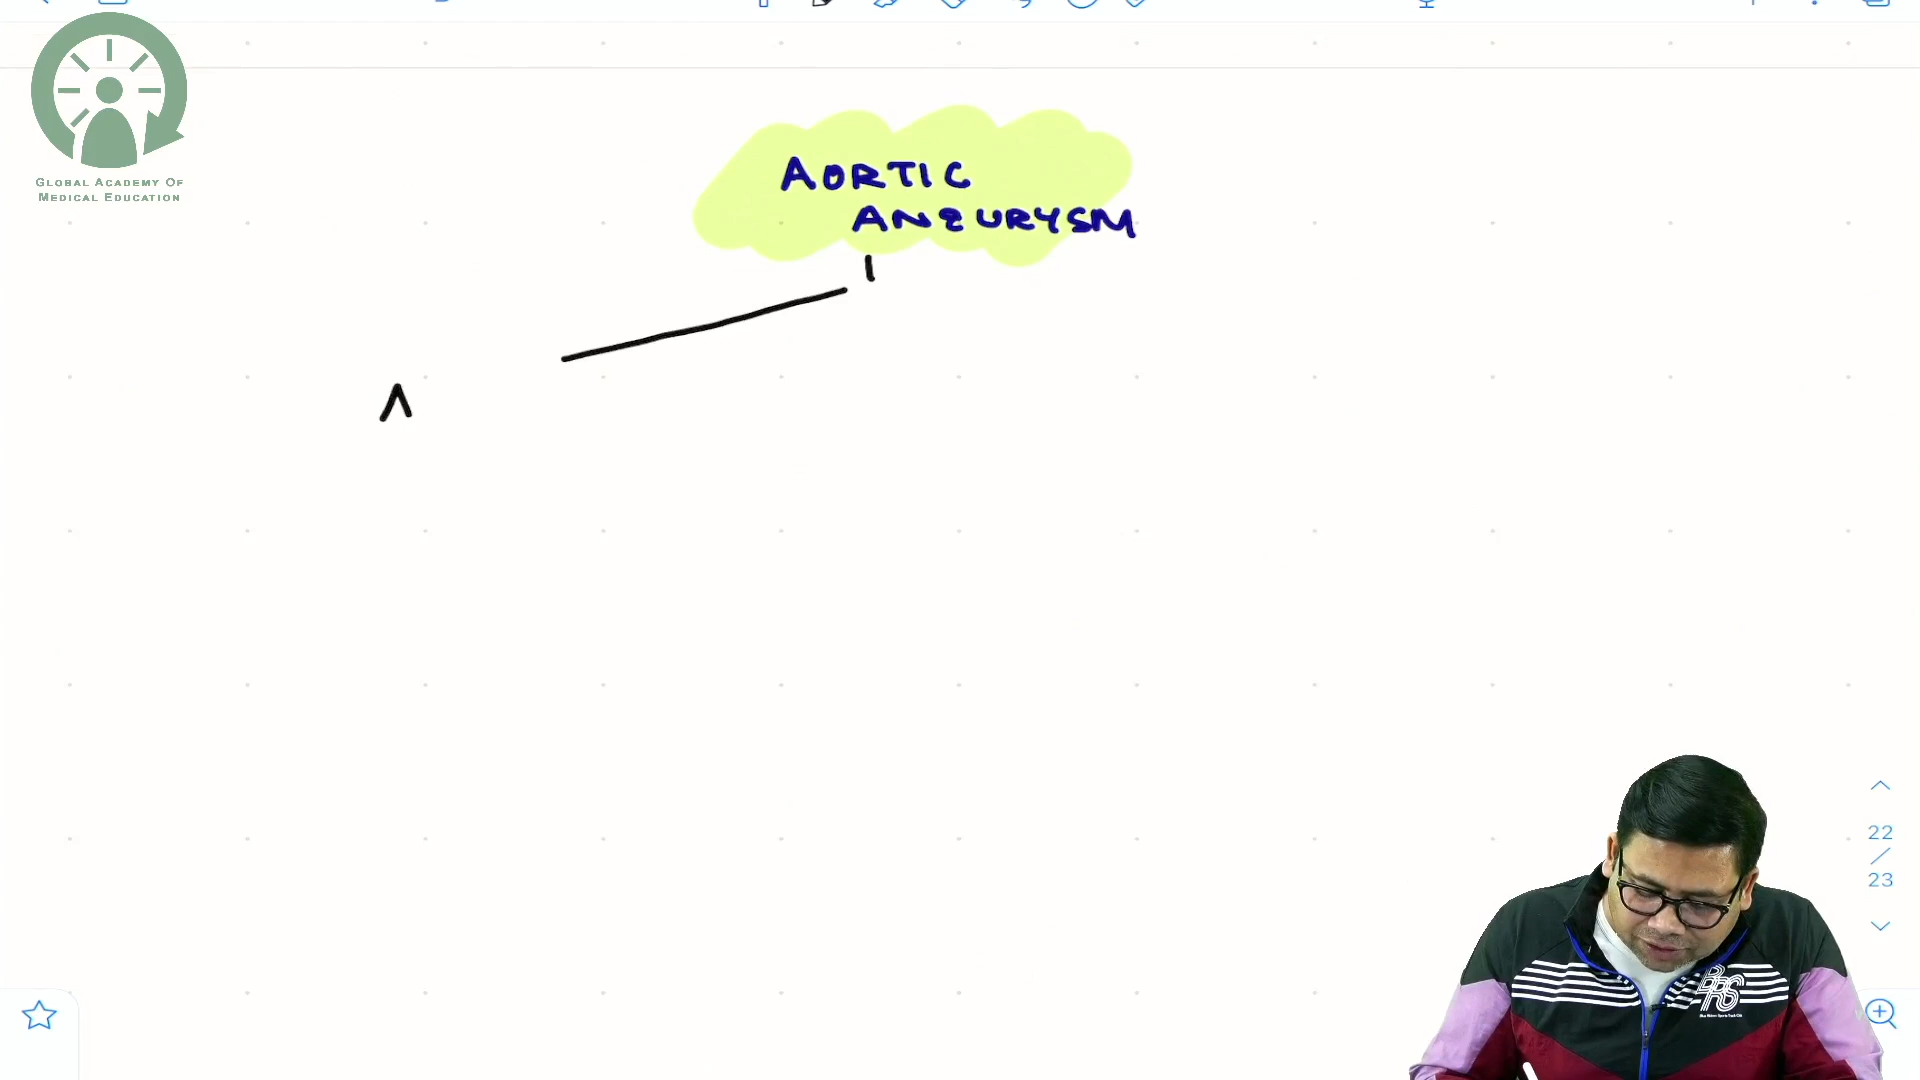 GLOBAL ACADEMY OF
MEDICAL EDUCATION
AORTIC
ANEURYSM
22
/
23